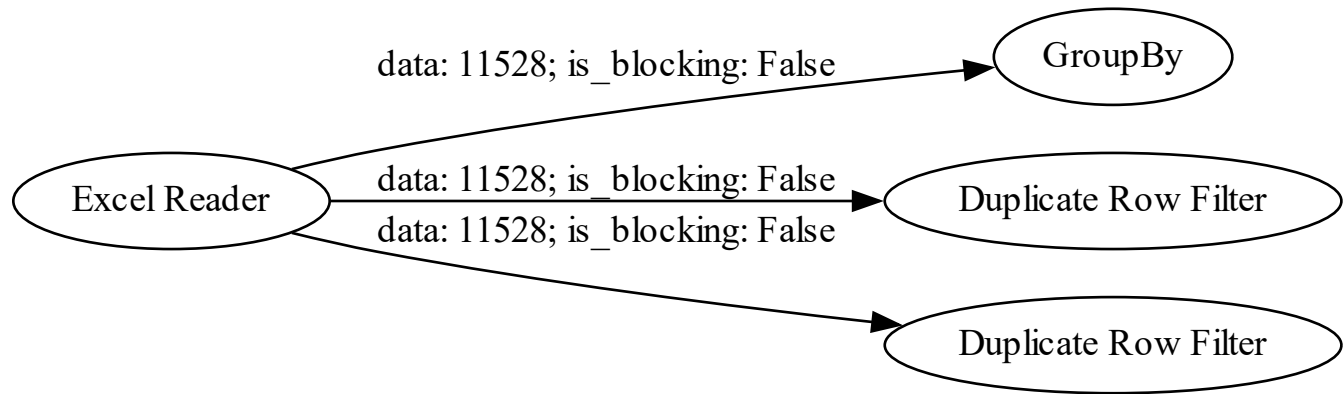 data: 11528; is_blocking: False
GroupBy
Excel Reader
data: 11528; is_blocking: False
Duplicate Row Filter
data: 11528; is_blocking: False
Duplicate Row Filter